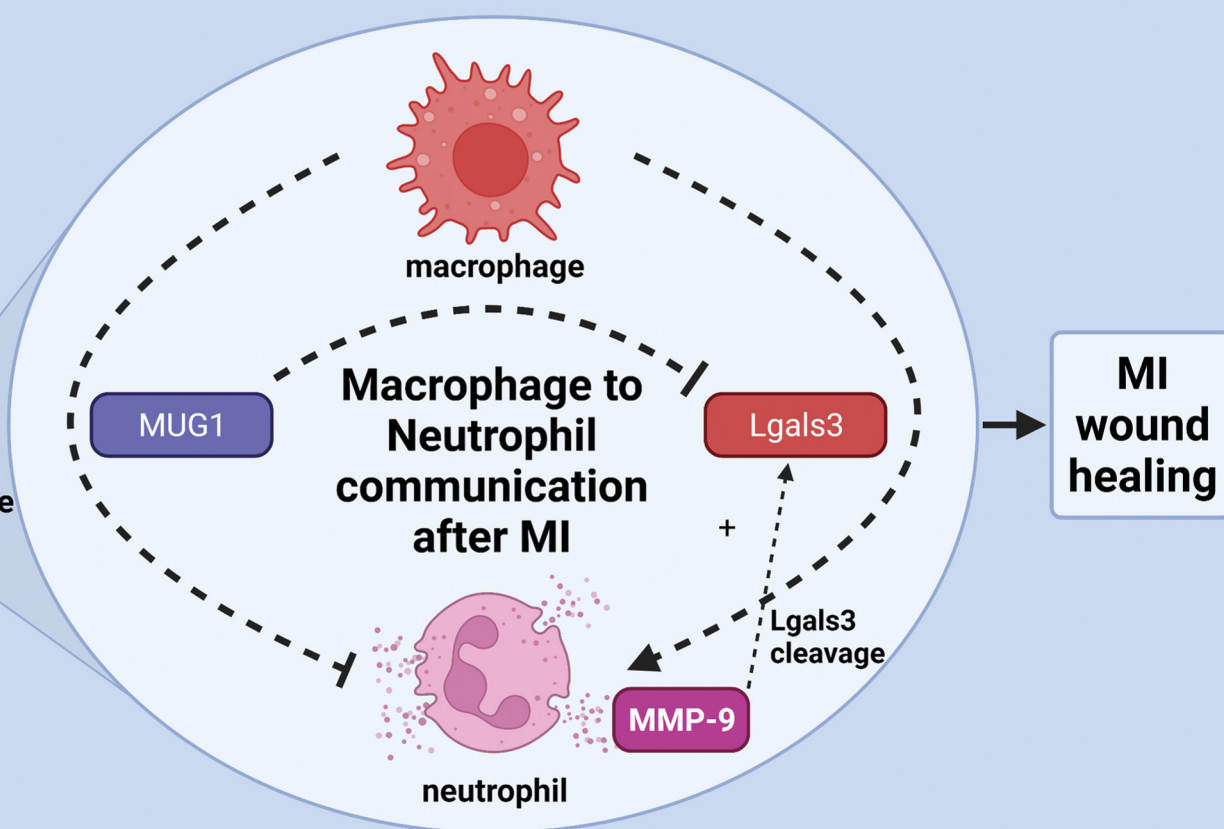 macrophage
MUG1
Macrophage to
Neutrophil
communication
after MI
Lgals3
MI
wound
healing
e
+
Lgals3
cleavage
MMP-9
neutrophil